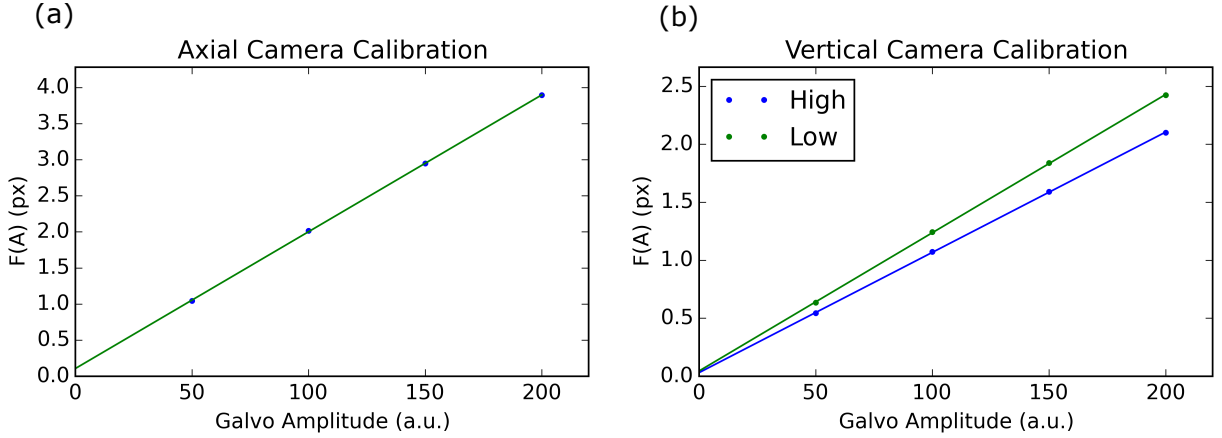 (a)
Axial Camera Calibration
4.0
3.5
3.0
2.5
2.0
1.5
1.0
0.5
0.0
0 50 100 150 200
F(A) (px)
Galvo Amplitude (a.u.)
(b)
Vertical Camera Calibration
High
Low
2.5
2.0
1.5
1.0
0.5
0.0
0 50 100 150 200
F(A) (px)
Galvo Amplitude (a.u.)